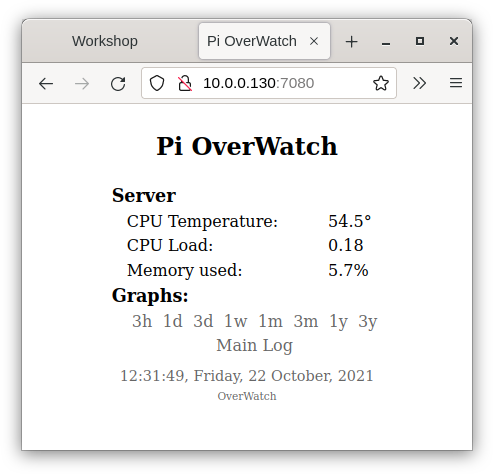 Workshop
Pi OverWatch
10.0.0.130:7080
Pi OverWatch
Server
CPU Temperature: 54.5°
CPU Load: 0.18
Memory used: 5.7%
Graphs:
3h 1d 3d 1w 1m 3m 1y 3y
Main Log
12:31:49, Friday, 22 October, 2021
OverWatch